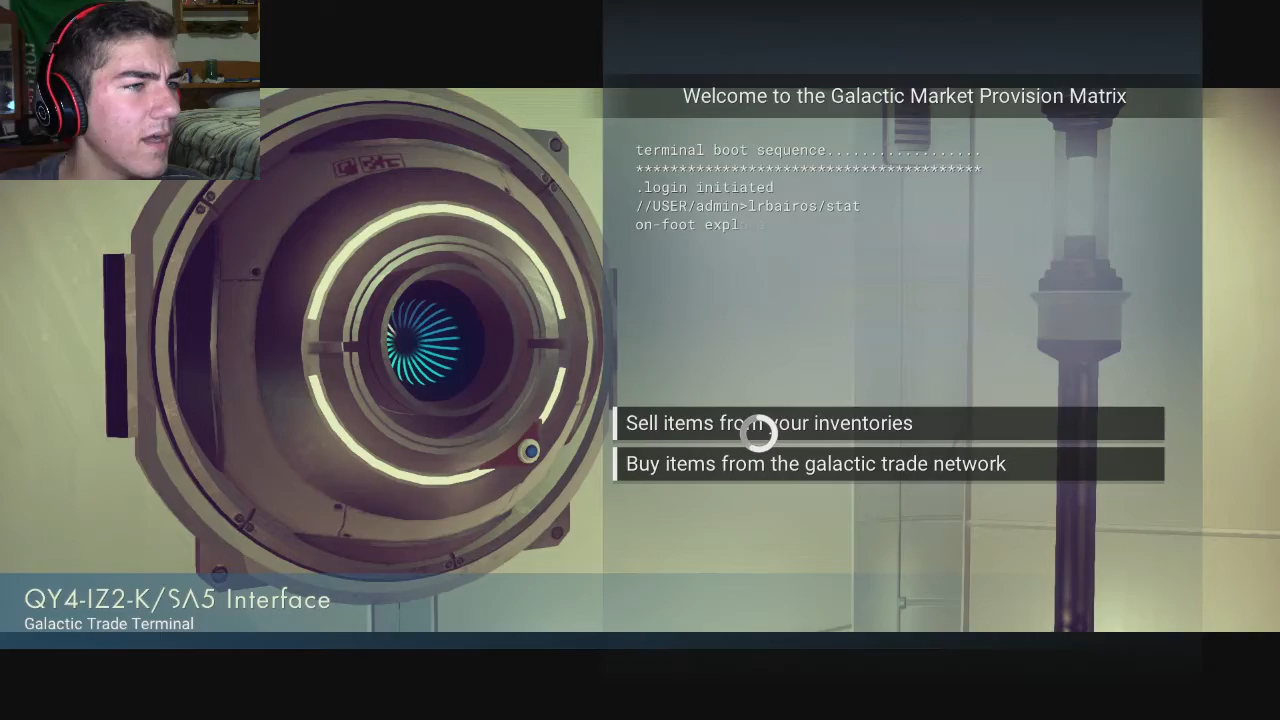 Welcome to the Galactic Market Provision Matrix
terminal boot sequence..................
****************************************
.login initiated
//USER/admin>lrbairos/stat
on-foot expl
Sell items from your inventories
Buy items from the galactic trade network
QY4-IZ2-K/SA5 Interface
Galactic Trade Terminal